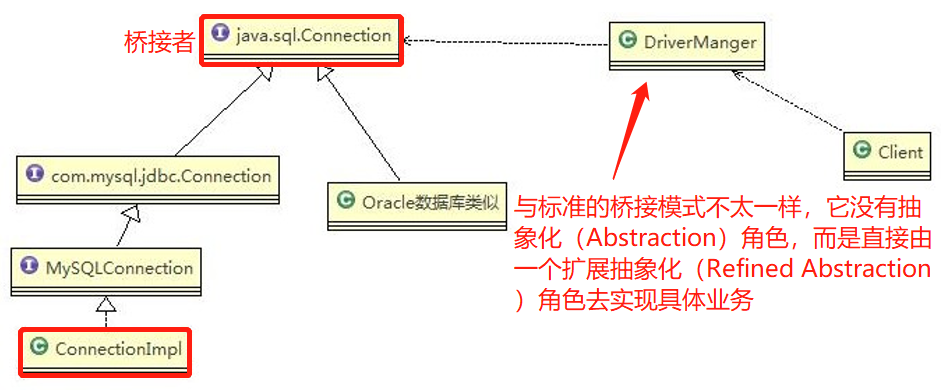 桥接者
java.sql.Connection
DriverManger
Client
com.mysql.jdbc.Connection
Oracle数据库类似
与标准的桥接模式不太一样，它没有抽
象化（Abstraction）角色，而是直接由
一个扩展抽象化（Refined Abstraction
）角色去实现具体业务
MySQLConnection
ConnectionImpl